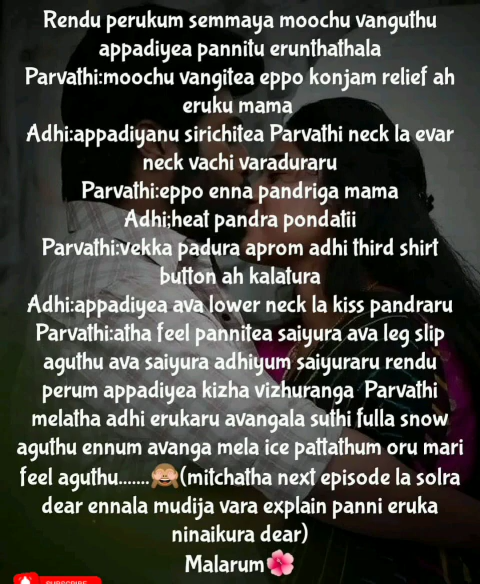 Rendu perukum semmaya moochu vanguthu
appadiyea pannitu erunthathala
Parvathi:moochu vangitea eppo konjam relief ah
eruku mama
Adhi:appadiyanu sirichitea Parvathi neck la evar
neck vachi varaduraru
Parvathi:eppo enna pandriga mama
Adhi:heat pandra pondatii
Parvathi:vekka padura aprom adhi third shirt
button ah kalatura
Adhi:appadiyea ava lower neck la kiss pandraru
Parvathi:atha feel pannitea saiyura ava leg slip
aguthu ava saiyura adhiyum saiyuraru rendu
perum appadiyea kizha vizhuranga Parvathi
melatha adhi erukaru avangala suthi fulla snow
aguthu ennum avanga mela ice pattathum oru mari
feel aguthu.......🙈(mitchatha next episode la solra
dear ennala mudija vara explain panni eruka
ninaikura dear)
Malarum🌺
SUBSCRIBE